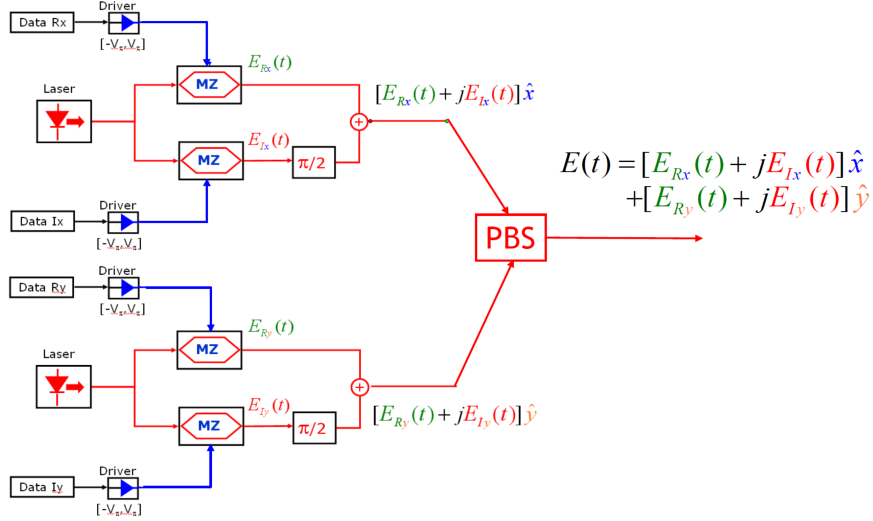 Driver
Data Rx
[-Vπ,Vπ]
E_Rx(t)
MZ
Laser
[E_Rx(t) + jE_Ix(t)]x̂
E_Ix(t)
MZ
π/2
Driver
Data Ix
[-Vπ,Vπ]
E(t) = [E_Rx(t) + jE_Ix(t)]x̂
+[E_Ry(t) + jE_Iy(t)]ŷ
PBS
Driver
Data Ry
[-Vπ,Vπ]
E_Ry(t)
MZ
Laser
E_Iy(t)
[E_Ry(t) + jE_Iy(t)]ŷ
MZ
π/2
Driver
Data Iy
[-Vπ,Vπ]